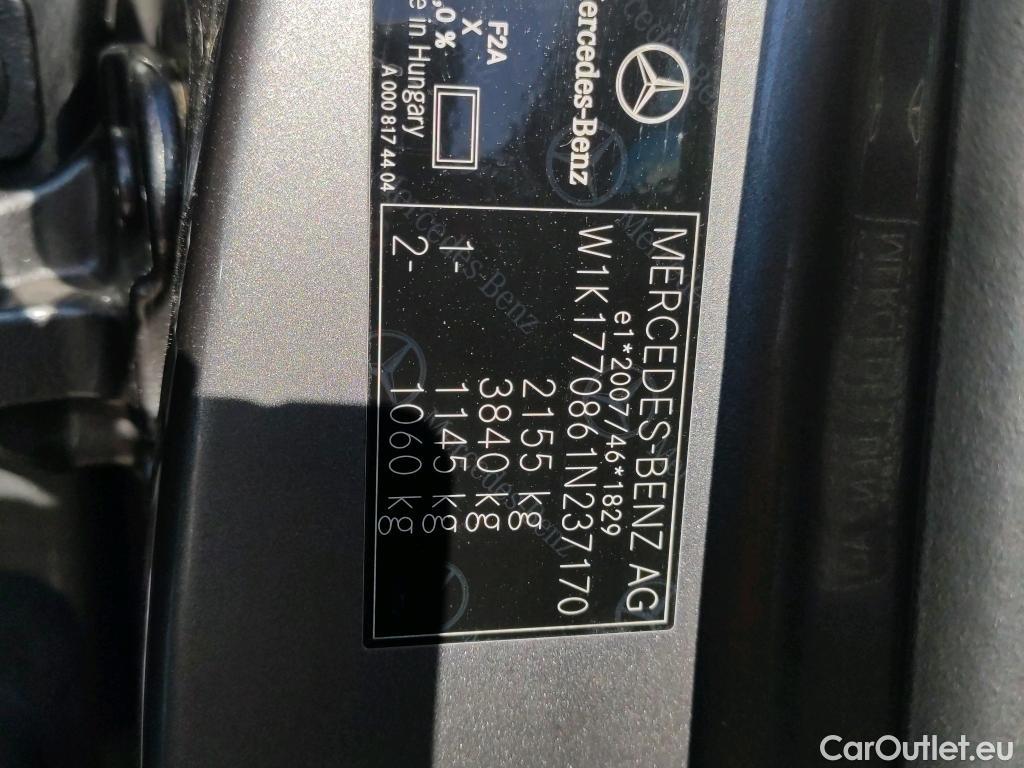 Mercedes-Benz
F2A
X
,0 %
e in Hungary
A 000 817 44 04
MERCEDES-BENZ AG
e1*2007/46*1829
W1K1770861N237170
2155 kg
3840 kg
1- 1145 kg
2- 1060 kg
CarOutlet.eu